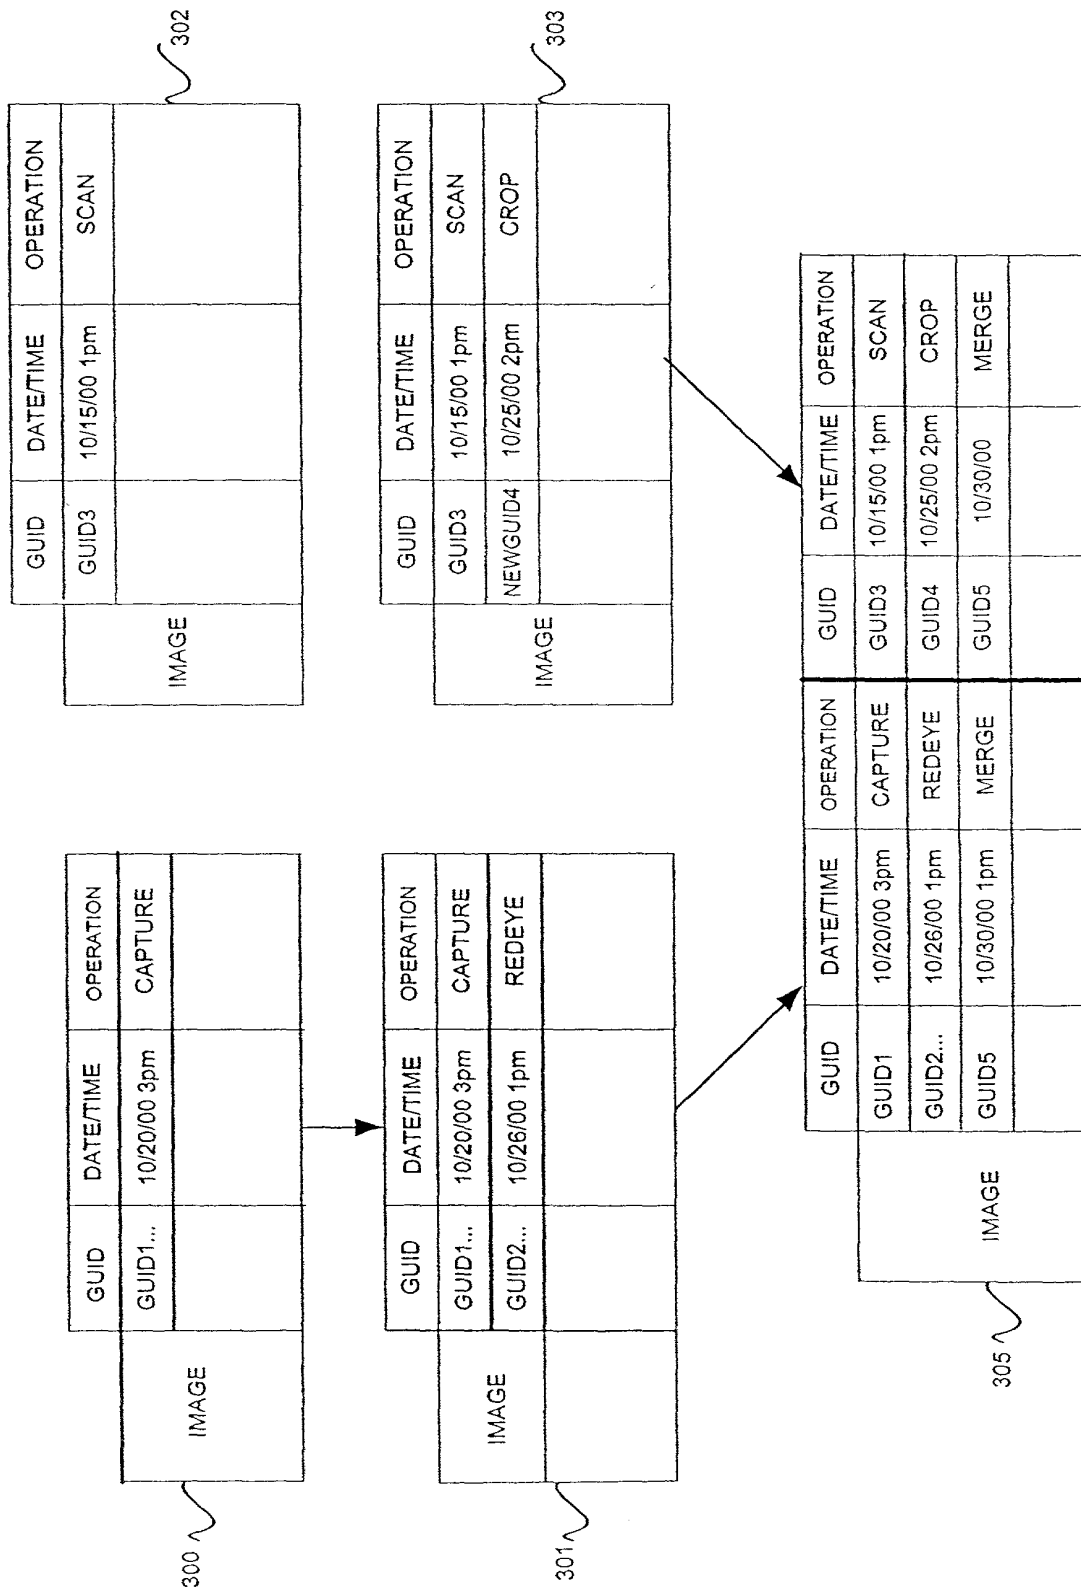 300
IMAGE
GUID DATE/TIME OPERATION
GUID1... 10/20/00 3pm CAPTURE
302
IMAGE
GUID DATE/TIME OPERATION
GUID3 10/15/00 1pm SCAN
301
IMAGE
GUID DATE/TIME OPERATION
GUID1... 10/20/00 3pm CAPTURE
GUID2... 10/26/00 1pm REDEYE
303
IMAGE
GUID DATE/TIME OPERATION
GUID3 10/15/00 1pm SCAN
NEWGUID4 10/25/00 2pm CROP
305
IMAGE
GUID DATE/TIME OPERATION GUID DATE/TIME OPERATION
GUID1 10/20/00 3pm CAPTURE GUID3 10/15/00 1pm SCAN
GUID2... 10/26/00 1pm REDEYE GUID4 10/25/00 2pm CROP
GUID5 10/30/00 1pm MERGE GUID5 10/30/00 MERGE